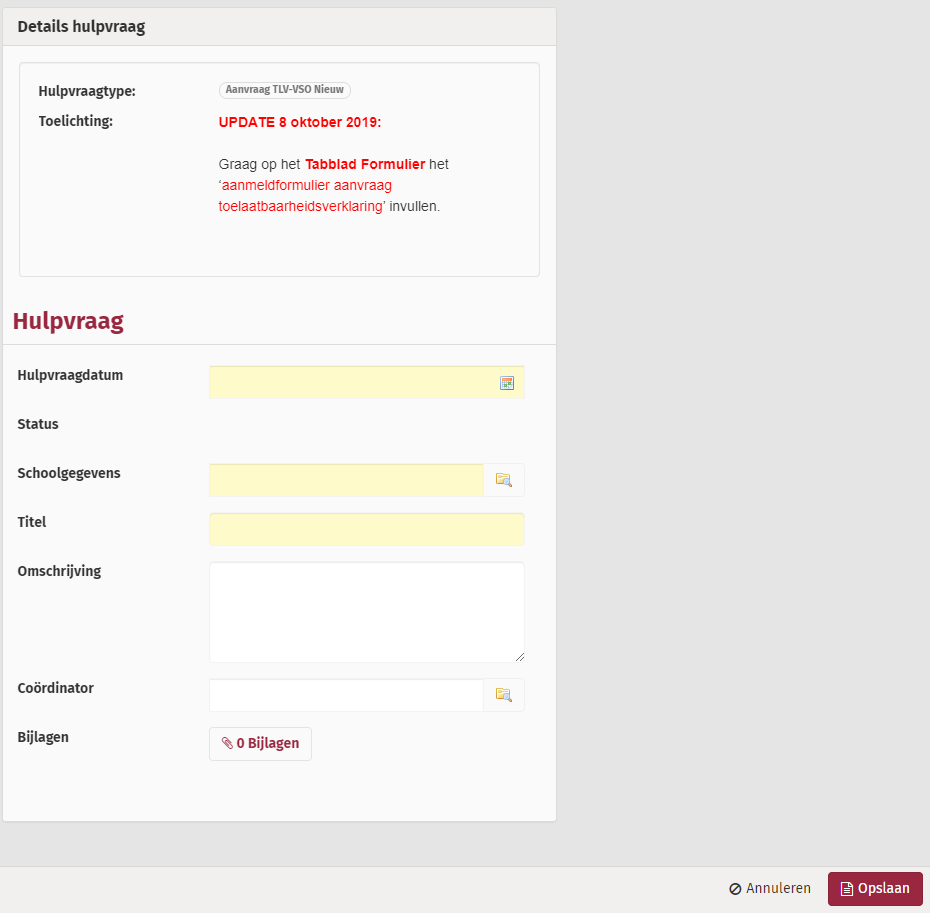 Details hulpvraag
Hulpvraagtype: Aanvraag TLV-VSO Nieuw
Toelichting: UPDATE 8 oktober 2019:
Graag op het Tabblad Formulier het
‘aanmeldformulier aanvraag
toelaatbaarheidsverklaring’ invullen.
Hulpvraag
Hulpvraagdatum
Status
Schoolgegevens
Titel
Omschrijving
Coördinator
Bijlagen 0 Bijlagen
Annuleren Opslaan